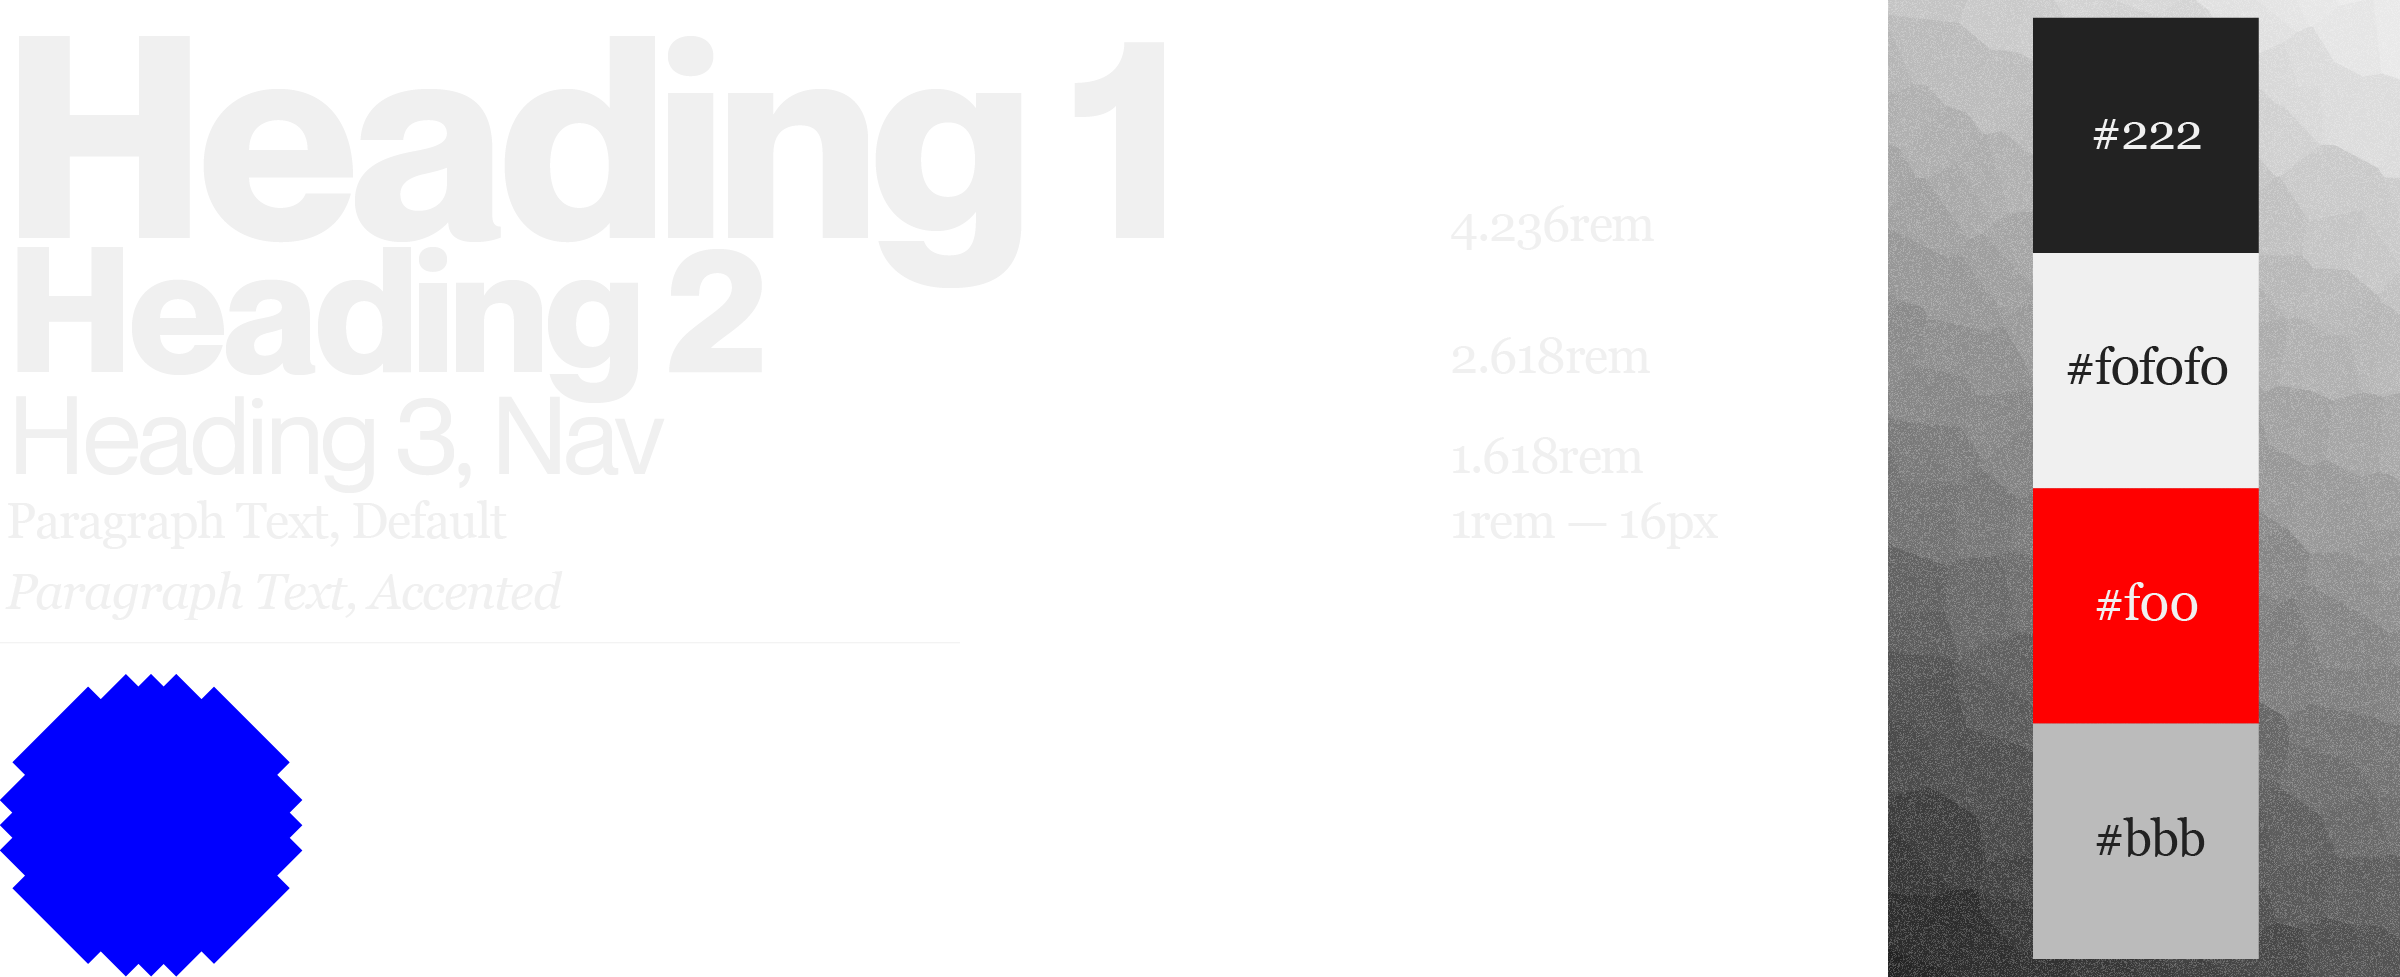 Heading 1
4.236rem
Heading 2
2.618rem
Heading 3, Nav
1.618rem
Paragraph Text, Default
1rem — 16px
Paragraph Text, Accented
#222
#f0f0f0
#f00
#bbb